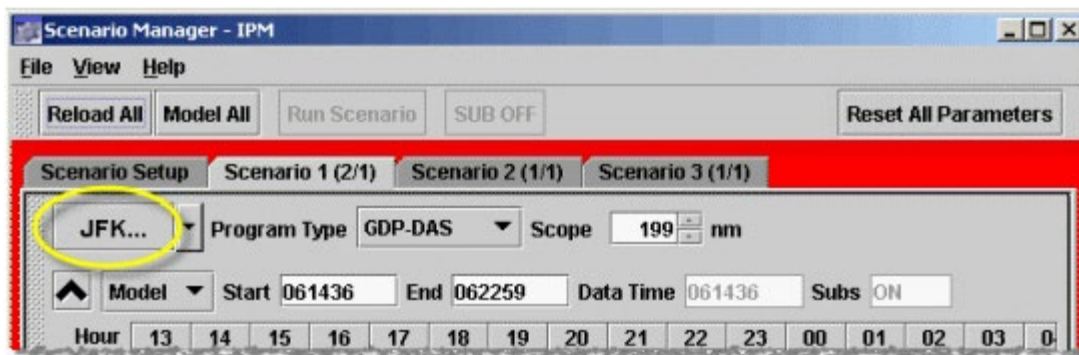 Scenario Manager - IPM
File View Help
Reload All Model All Run Scenario SUB OFF Reset All Parameters
Scenario Setup Scenario 1 (2/1) Scenario 2 (1/1) Scenario 3 (1/1)
JFK... Program Type GDP-DAS Scope 199 nm
Model Start 061436 End 062259 Data Time 061436 Subs ON
Hour 13 14 15 16 17 18 19 20 21 22 23 00 01 02 03